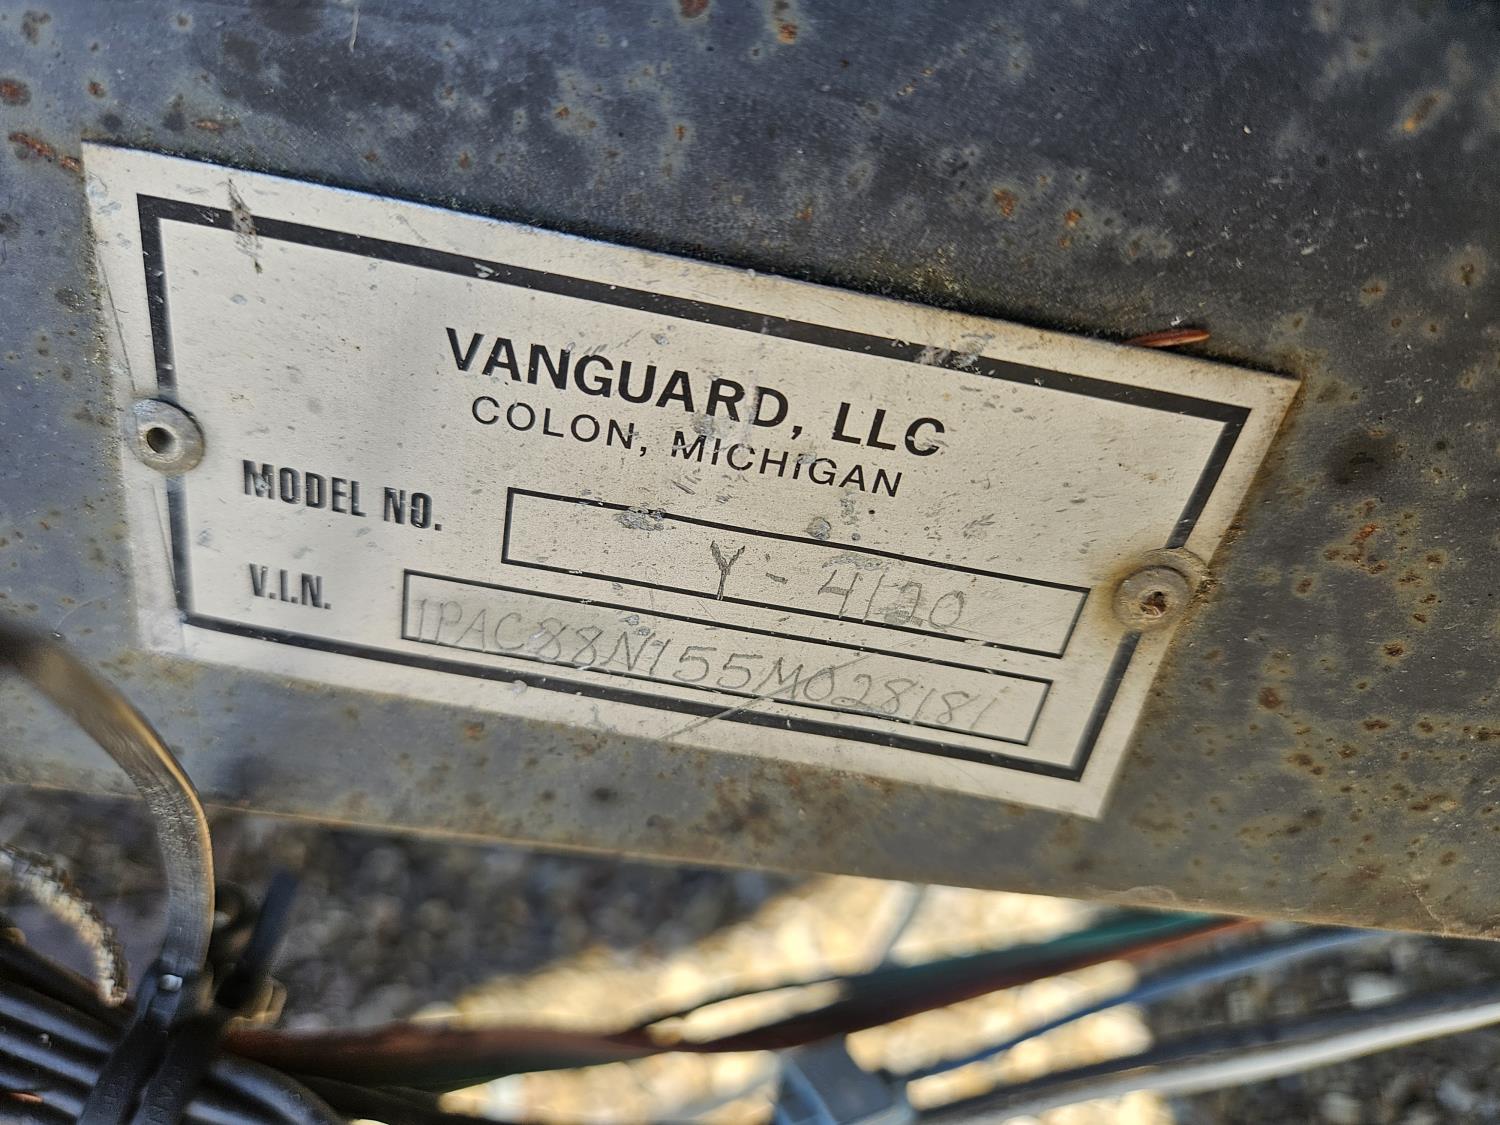 VANGUARD, LLC
COLON, MICHIGAN
MODEL NO. Y-4120
V.I.N. 1PAC88N155M028181